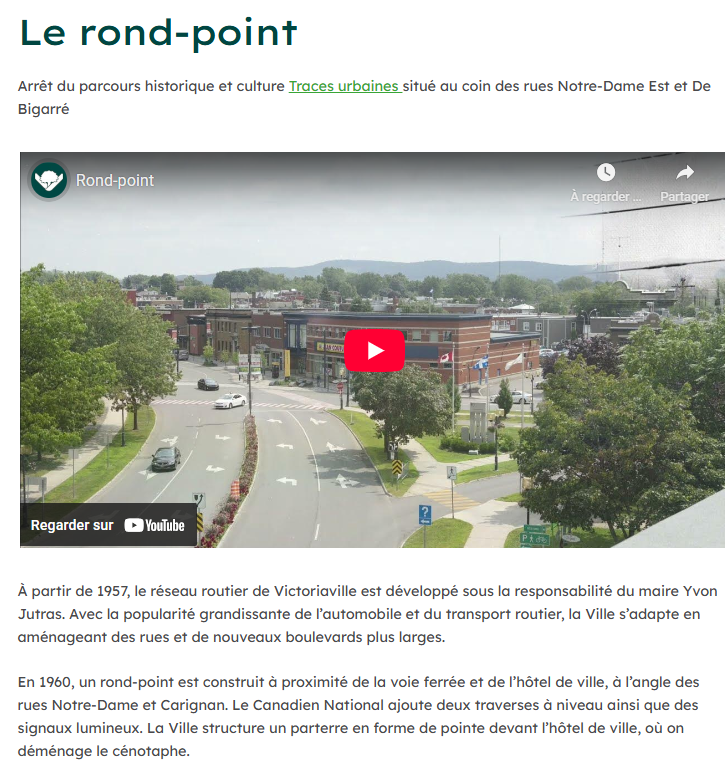 Le rond-point
Arrêt du parcours historique et culture Traces urbaines situé au coin des rues Notre-Dame Est et De
Bigarré
Rond-point
À regarder ...
Partager
?
P
Regarder sur YouTube
À partir de 1957, le réseau routier de Victoriaville est développé sous la responsabilité du maire Yvon
Jutras. Avec la popularité grandissante de l’automobile et du transport routier, la Ville s’adapte en
aménageant des rues et de nouveaux boulevards plus larges.
En 1960, un rond-point est construit à proximité de la voie ferrée et de l’hôtel de ville, à l’angle des
rues Notre-Dame et Carignan. Le Canadien National ajoute deux traverses à niveau ainsi que des
signaux lumineux. La Ville structure un parterre en forme de pointe devant l’hôtel de ville, où on
déménage le cénotaphe.